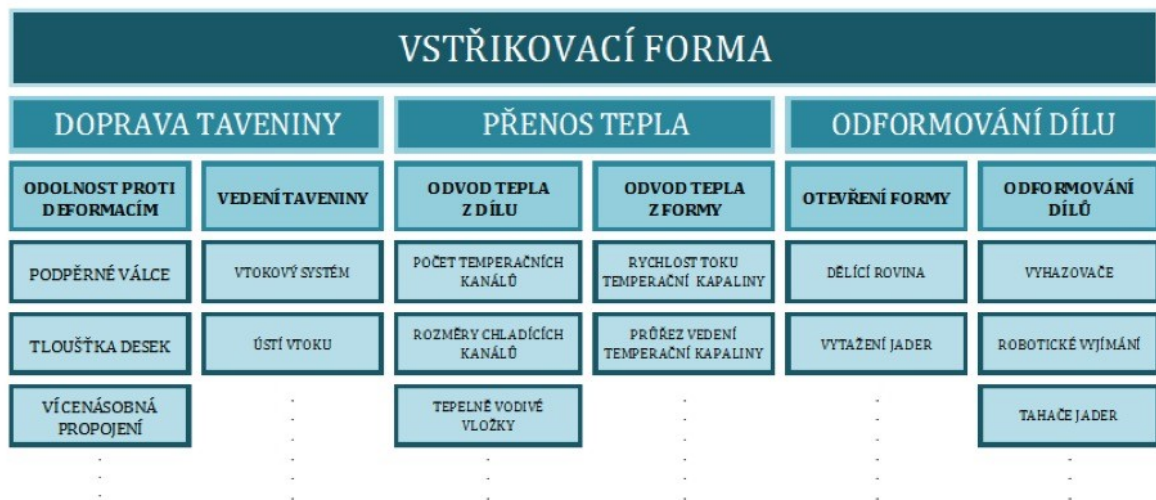 VSTŘIKOVACÍ FORMA
DOPRAVA TAVENINY
PŘENOS TEPLA
ODFORMOVÁNÍ DÍLU
ODOLNOST PROTI
DEFORMACÍM
VEDENÍ TAVENINY
ODVOD TEPLA
Z DÍLU
ODVOD TEPLA
Z FORMY
OTEVŘENÍ FORMY
ODFORMOVÁNÍ
DÍLŮ
PODPĚRNÉ VÁLCE
VTOKOVÝ SYSTÉM
POČET TEMPERAČNÍCH
KANÁLŮ
RYCHLOST TOKU
TEMPERAČNÍ KAPALINY
DĚLÍCÍ ROVINA
VYHAZOVAČE
TLOUŠŤKA DESEK
ÚSTÍ VTOKU
ROZMĚRY CHLADÍCÍCH
KANÁLŮ
PRŮŘEZ VEDENÍ
TEMPERAČNÍ KAPALINY
VYTAŽENÍ JADER
ROBOTICKÉ VYJÍMÁNÍ
VÍCENÁSOBNÁ
PROPOJENÍ
TEPELNĚ VODIVÉ
VLOŽKY
TAHAČE JADER